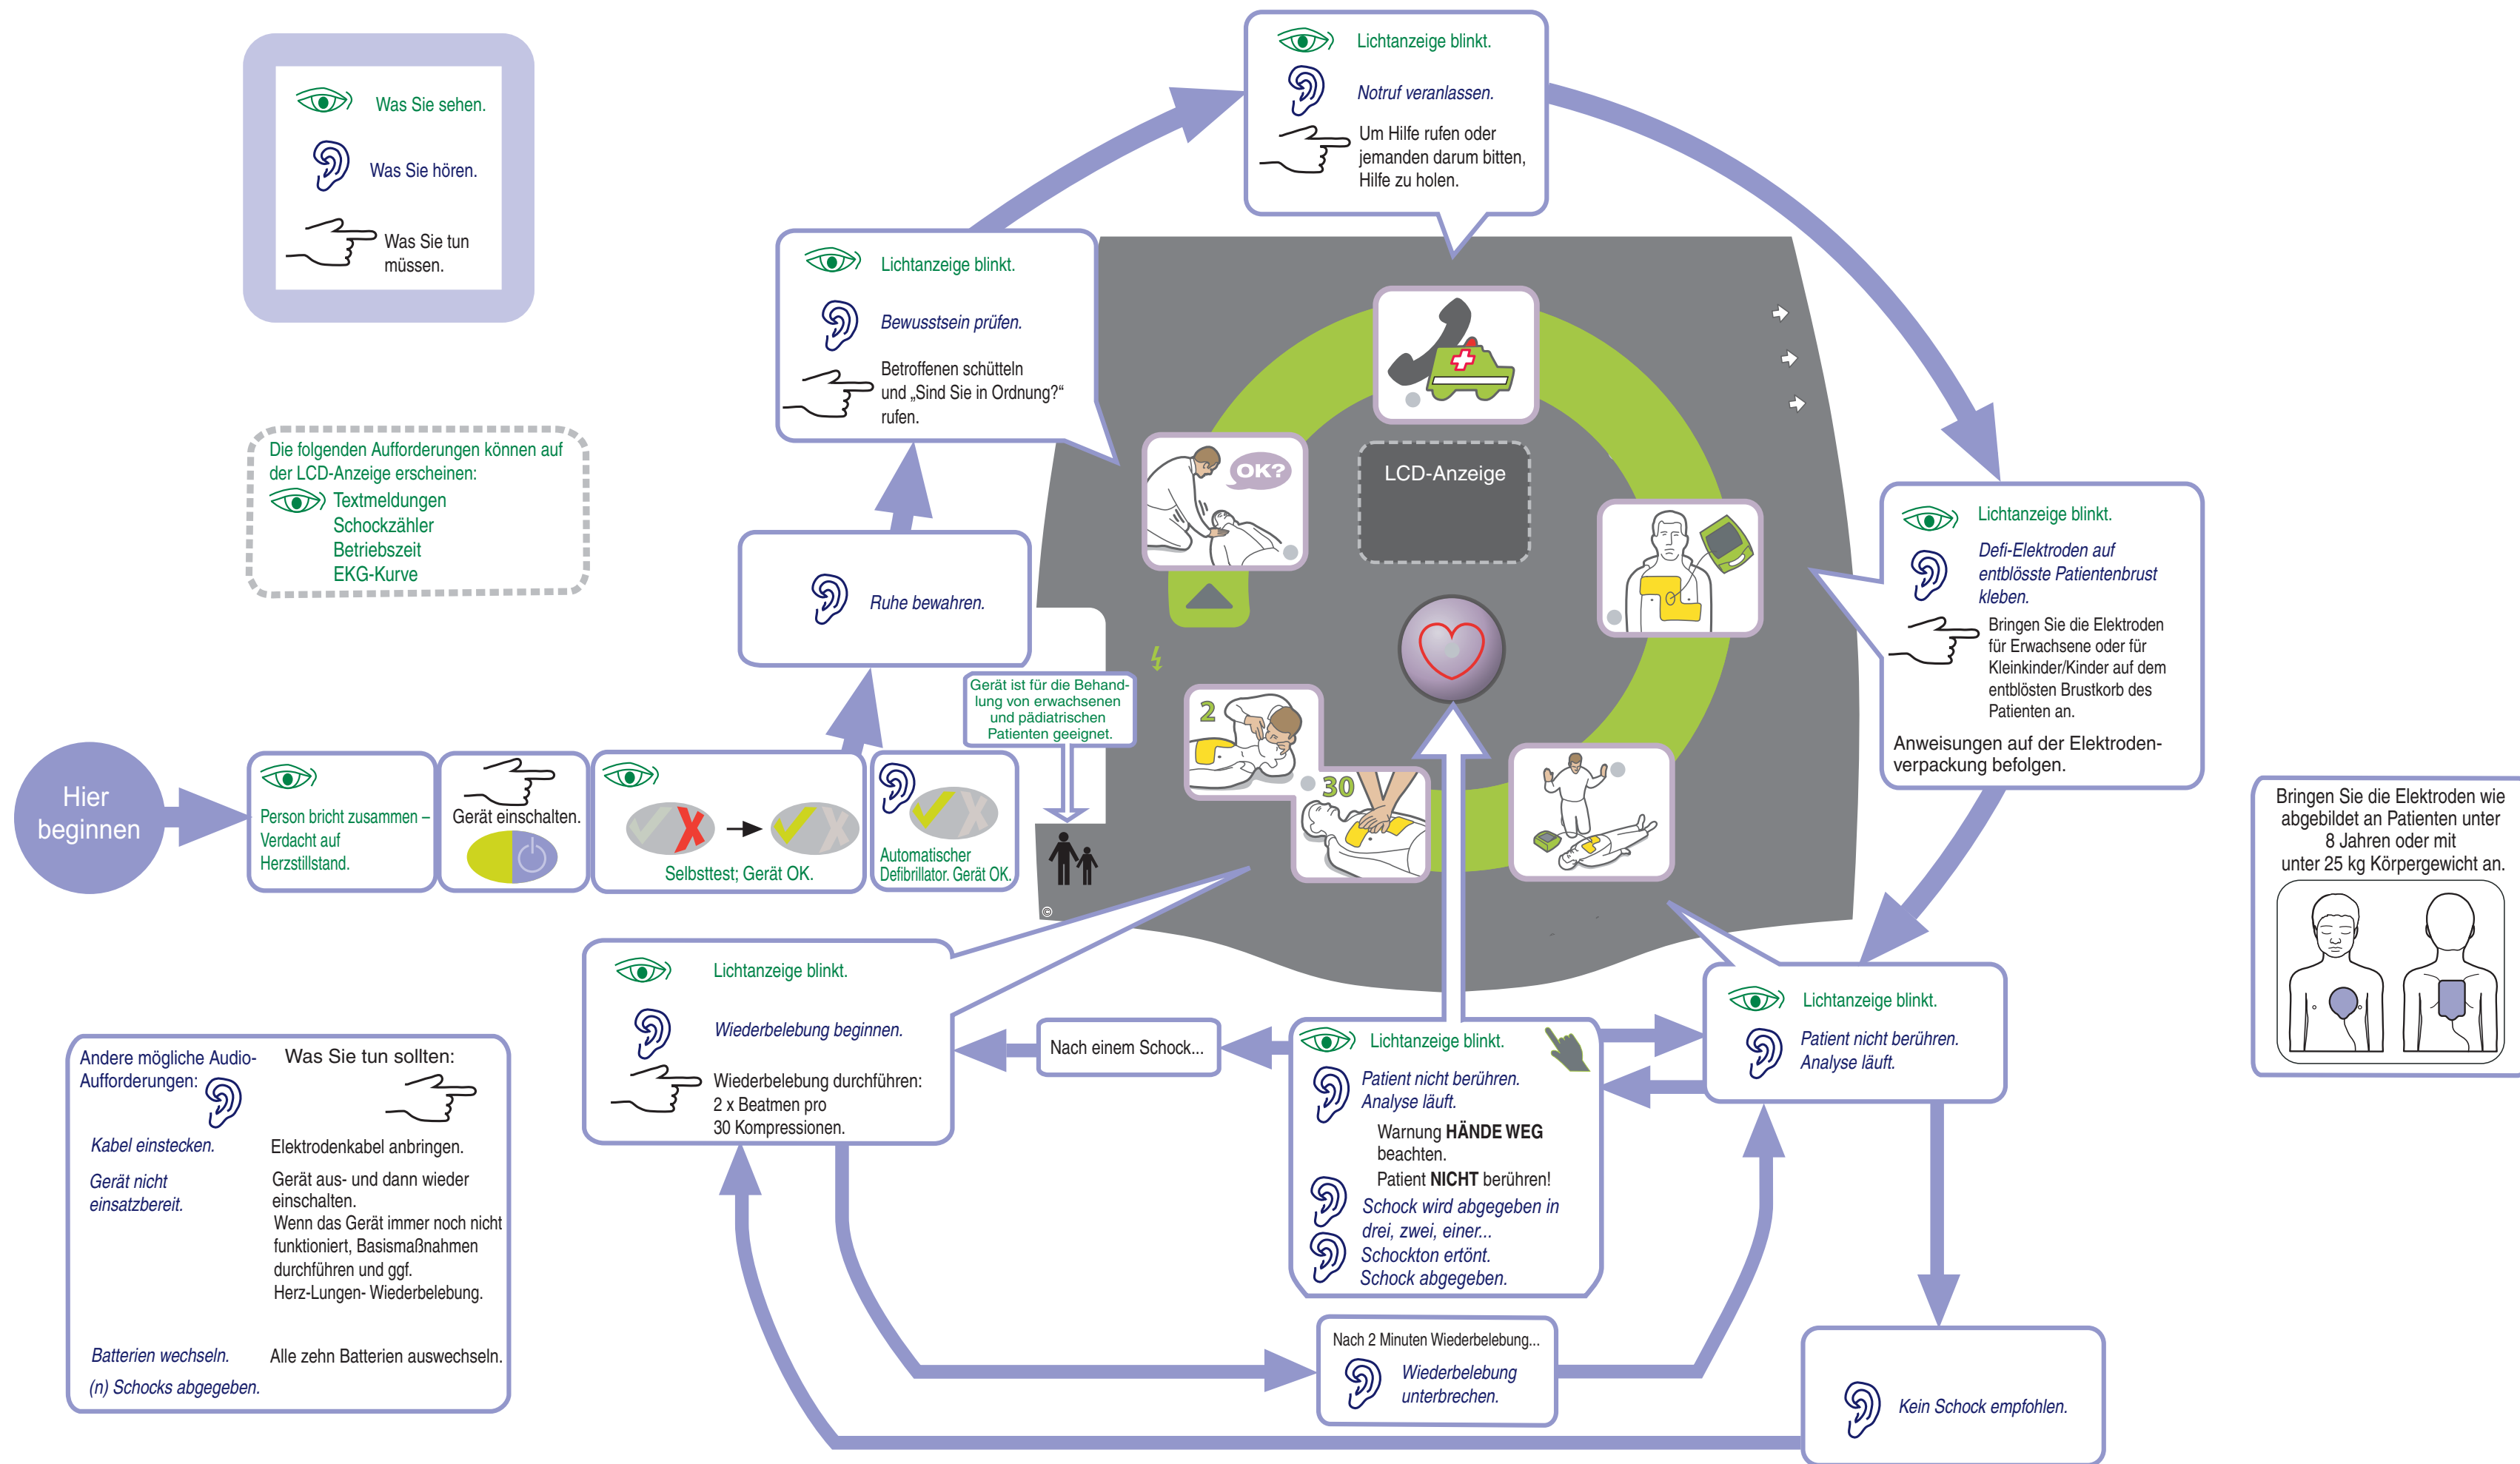 Was Sie sehen.
Was Sie hören.
Was Sie tun
müssen.
Die folgenden Aufforderungen können auf
der LCD-Anzeige erscheinen:
Textmeldungen
Schockzähler
Betriebszeit
EKG-Kurve
Hier
beginnen
Person bricht zusammen –
Verdacht auf
Herzstillstand.
Gerät einschalten.
Selbsttest; Gerät OK.
Automatischer
Defibrillator. Gerät OK.
Gerät ist für die Behand-
lung von erwachsenen
und pädiatrischen
Patienten geeignet.
Ruhe bewahren.
Lichtanzeige blinkt.
Bewusstsein prüfen.
Betroffenen schütteln
und „Sind Sie in Ordnung?“
rufen.
Lichtanzeige blinkt.
Notruf veranlassen.
Um Hilfe rufen oder
jemanden darum bitten,
Hilfe zu holen.
OK?
LCD-Anzeige
2
30
©
Lichtanzeige blinkt.
Defi-Elektroden auf
entblösste Patientenbrust
kleben.
Bringen Sie die Elektroden
für Erwachsene oder für
Kleinkinder/Kinder auf dem
entblösten Brustkorb des
Patienten an.
Anweisungen auf der Elektroden-
verpackung befolgen.
Bringen Sie die Elektroden wie
abgebildet an Patienten unter
8 Jahren oder mit
unter 25 kg Körpergewicht an.
Lichtanzeige blinkt.
Patient nicht berühren.
Analyse läuft.
Lichtanzeige blinkt.
Patient nicht berühren.
Analyse läuft.
Warnung HÄNDE WEG
beachten.
Patient NICHT berühren!
Schock wird abgegeben in
drei, zwei, einer...
Schockton ertönt.
Schock abgegeben.
Nach einem Schock...
Lichtanzeige blinkt.
Wiederbelebung beginnen.
Wiederbelebung durchführen:
2 x Beatmen pro
30 Kompressionen.
Nach 2 Minuten Wiederbelebung...
Wiederbelebung
unterbrechen.
Kein Schock empfohlen.
Andere mögliche Audio-
Aufforderungen:
Was Sie tun sollten:
Kabel einstecken.
Elektrodenkabel anbringen.
Gerät nicht
einsatzbereit.
Gerät aus- und dann wieder
einschalten.
Wenn das Gerät immer noch nicht
funktioniert, Basismaßnahmen
durchführen und ggf.
Herz-Lungen- Wiederbelebung.
Batterien wechseln.
Alle zehn Batterien auswechseln.
(n) Schocks abgegeben.